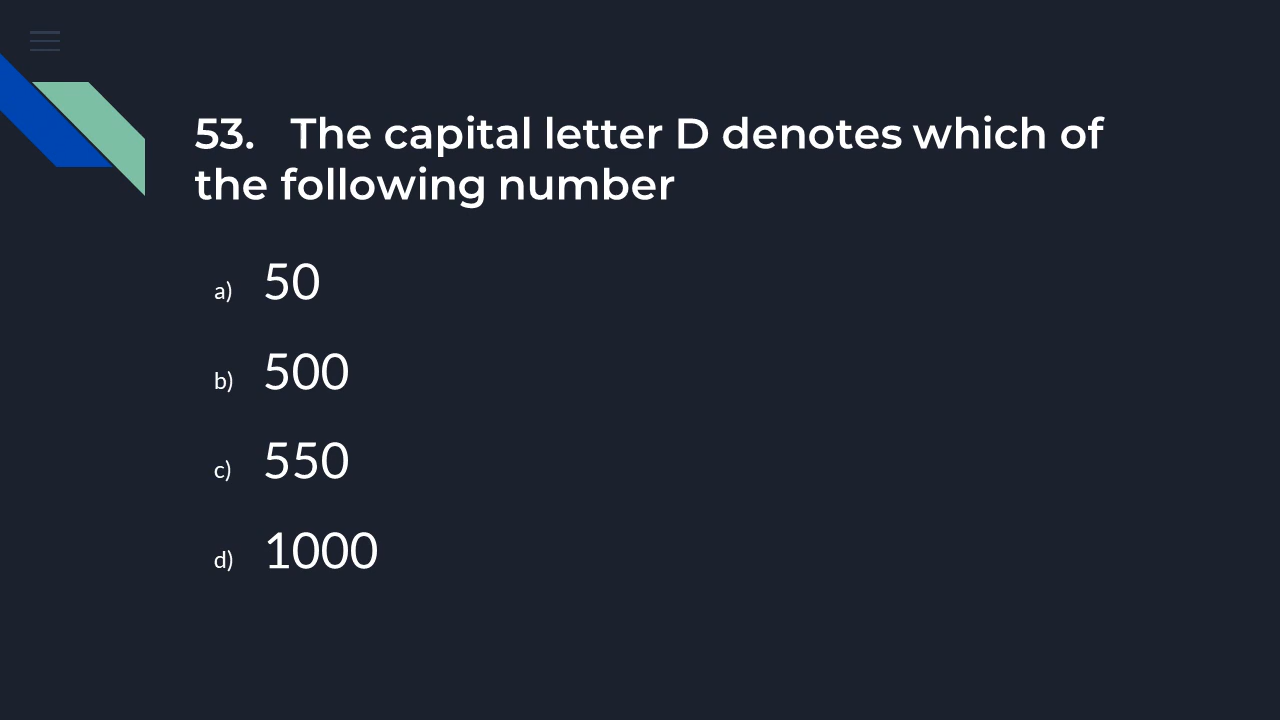 53. The capital letter D denotes which of
the following number
a) 50
b) 500
c) 550
d) 1000